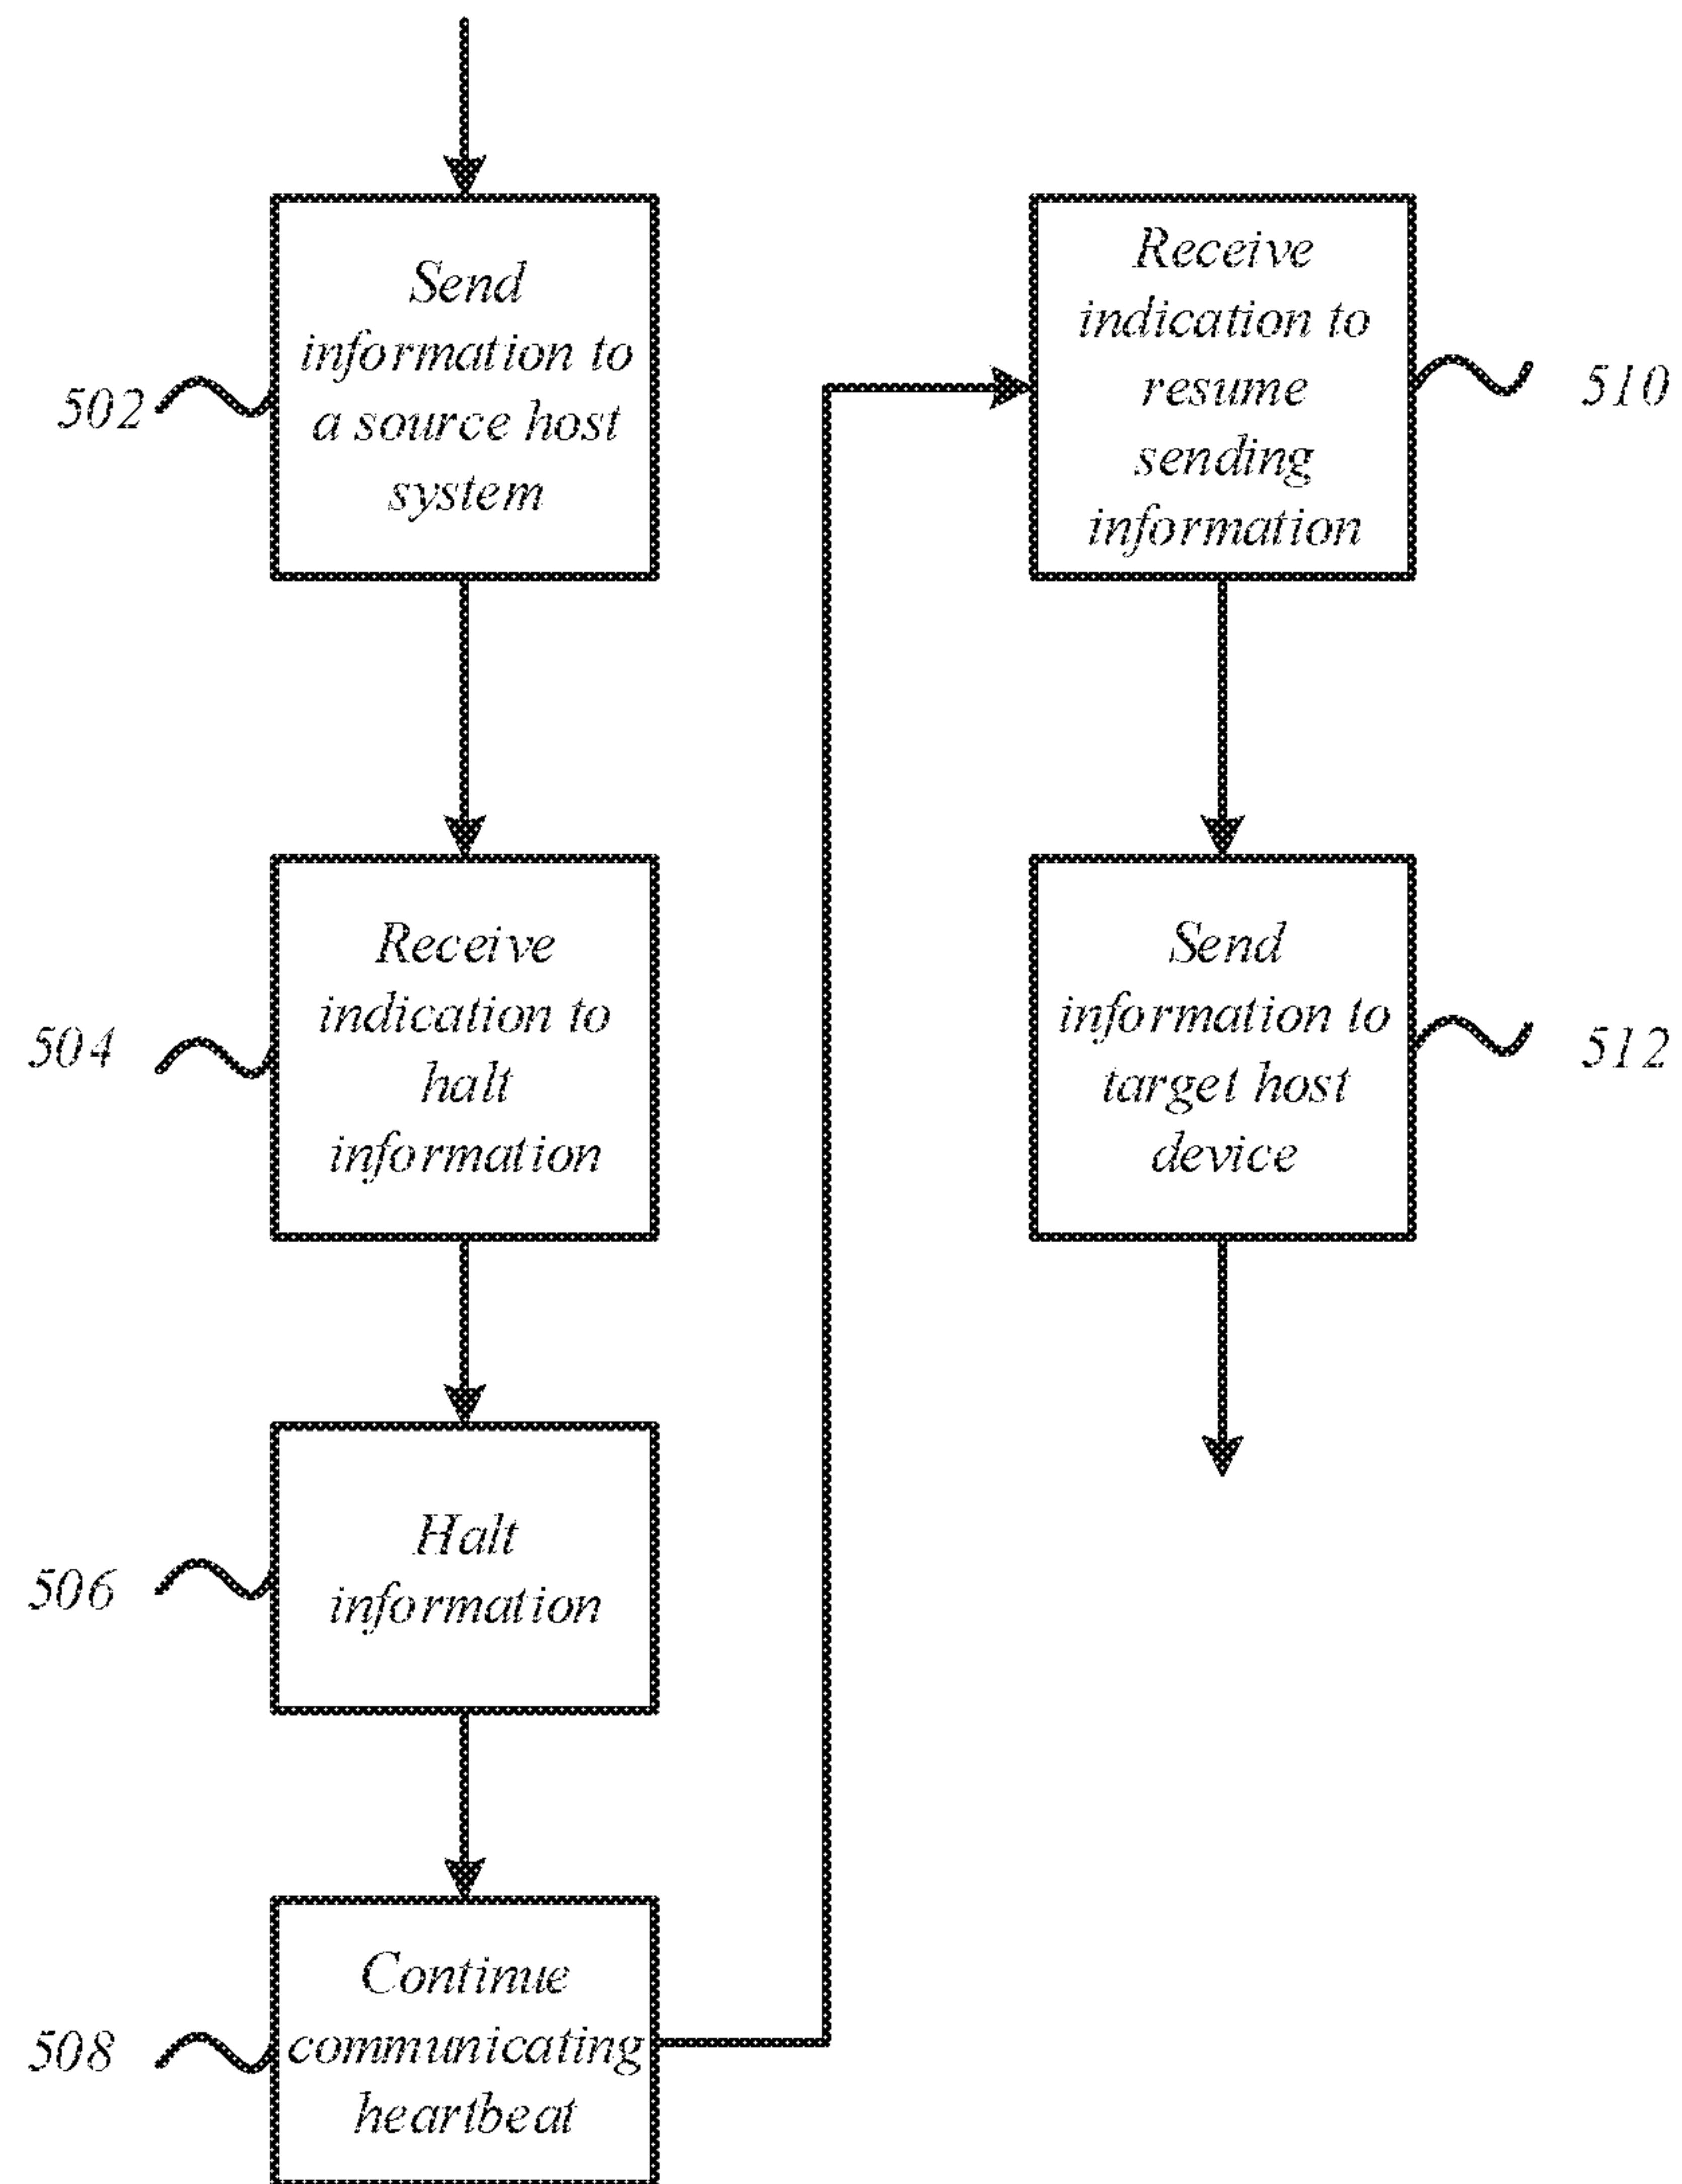 502
Send
information to
a source host
system
504
Receive
indication to
halt
information
506
Halt
information
508
Continue
communicating
heartbeat
Receive
indication to
resume
sending
information
510
Send
information to
target host
device
512